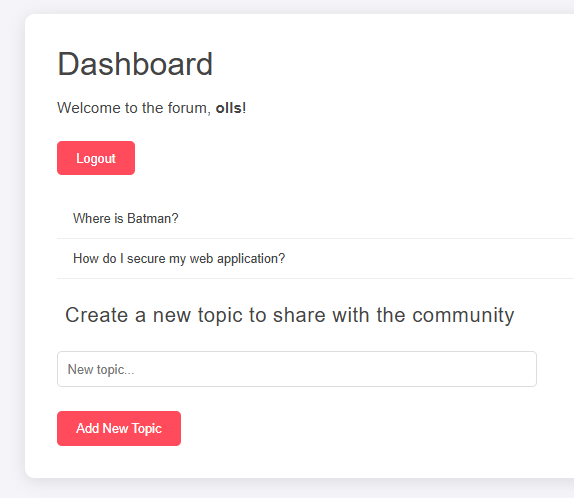 Dashboard
Welcome to the forum, olls!
Logout
Where is Batman?
How do I secure my web application?
Create a new topic to share with the community
New topic...
Add New Topic